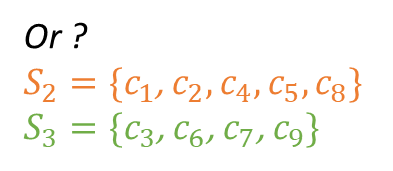 Or ?
S₂ = {c₁, c₂, c₄, c₅, c₈}
S₃ = {c₃, c₆, c₇, c₉}